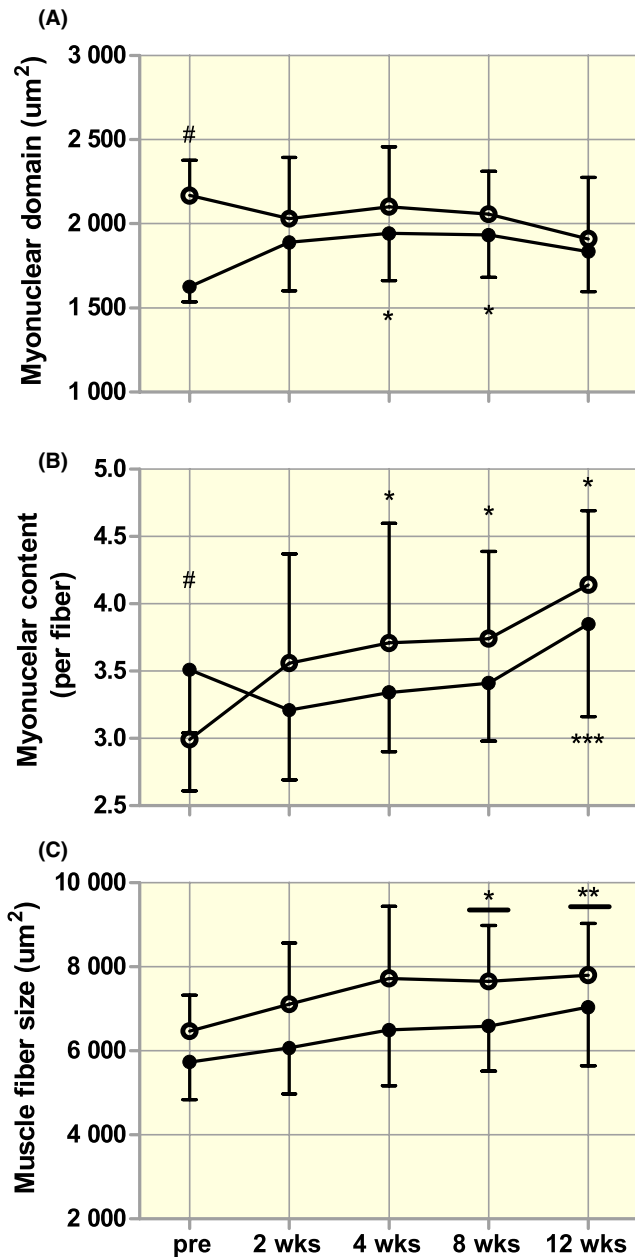 (A)
Myonuclear domain (um²)
3 000
2 500
2 000
1 500
1 000
#
*
*
(B)
Myonucelar content
(per fiber)
5.0
4.5
4.0
3.5
3.0
2.5
#
*
*
*
***
(C)
Muscle fiber size (um²)
10 000
8 000
6 000
4 000
2 000
*
**
pre
2 wks
4 wks
8 wks
12 wks